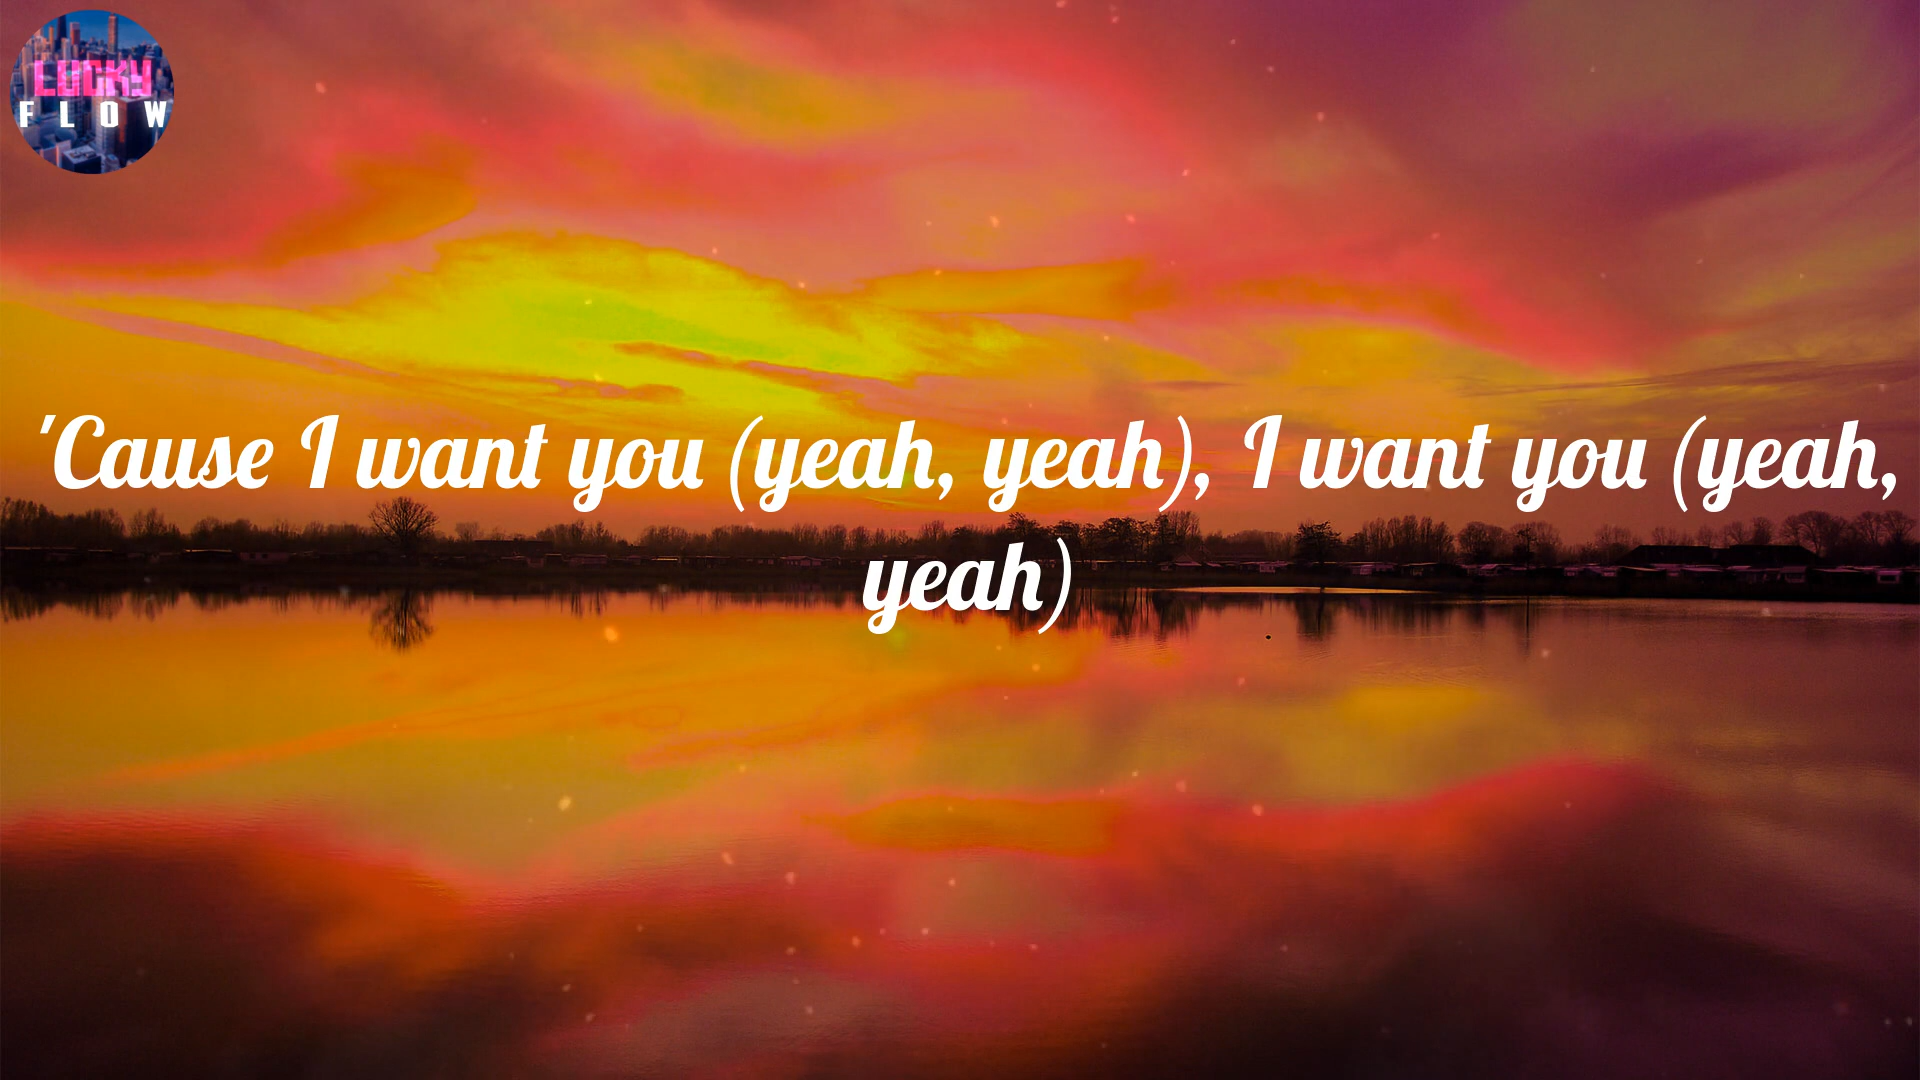 LUCKY
FLOW
'Cause I want you (yeah, yeah), I want you (yeah,
yeah)